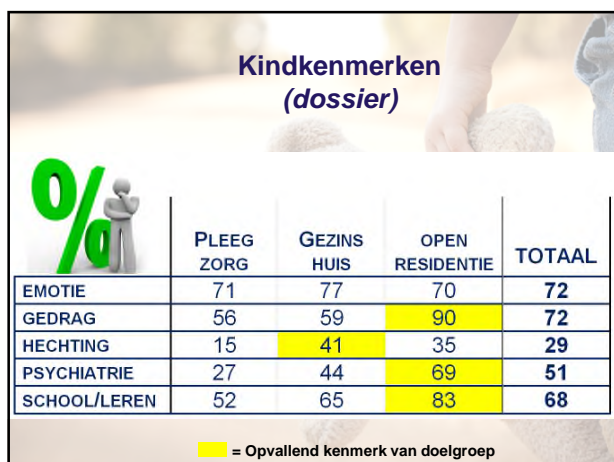 Kindkenmerken
(dossier)
%
PLEEG ZORG GEZINS HUIS OPEN RESIDENTIE TOTAAL
EMOTIE 71 77 70 72
GEDRAG 56 59 90 72
HECHTING 15 41 35 29
PSYCHIATRIE 27 44 69 51
SCHOOL/LEREN 52 65 83 68
= Opvallend kenmerk van doelgroep